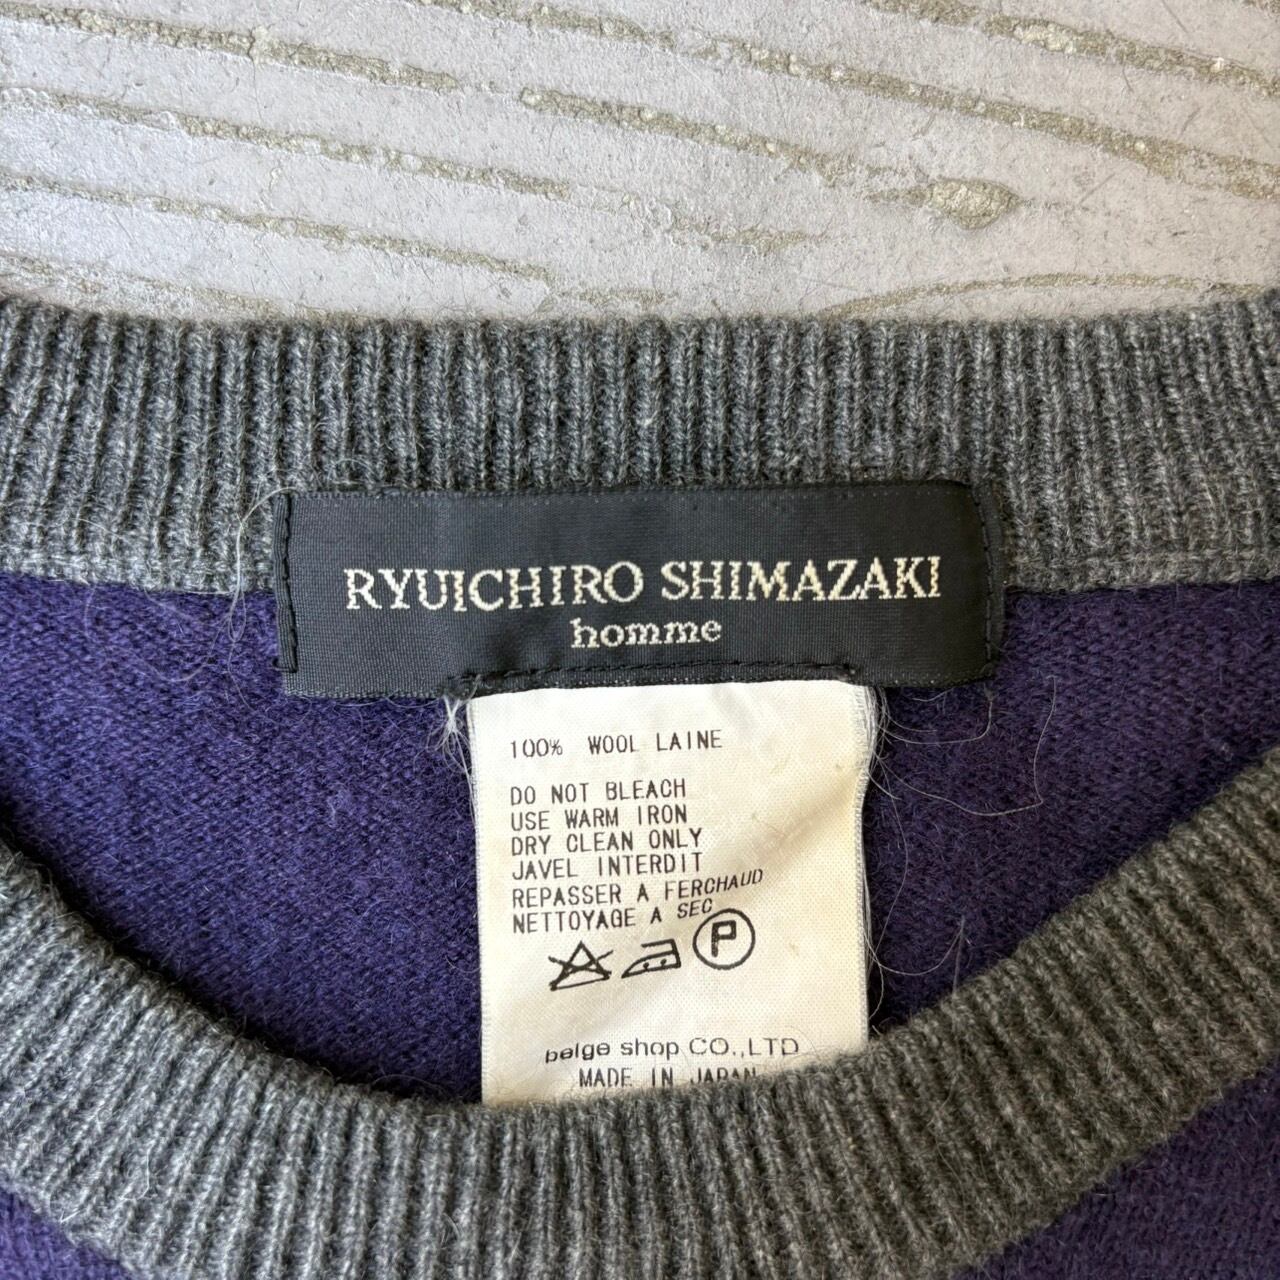 RYUICHIRO SHIMAZAKI
homme
100% WOOL LAINE
DO NOT BLEACH
USE WARM IRON
DRY CLEAN ONLY
JAVEL INTERDIT
REPASSER A FERCHAUD
NETTOYAGE A SEC
P
beige shop CO.,LTD
MADE IN JAPAN